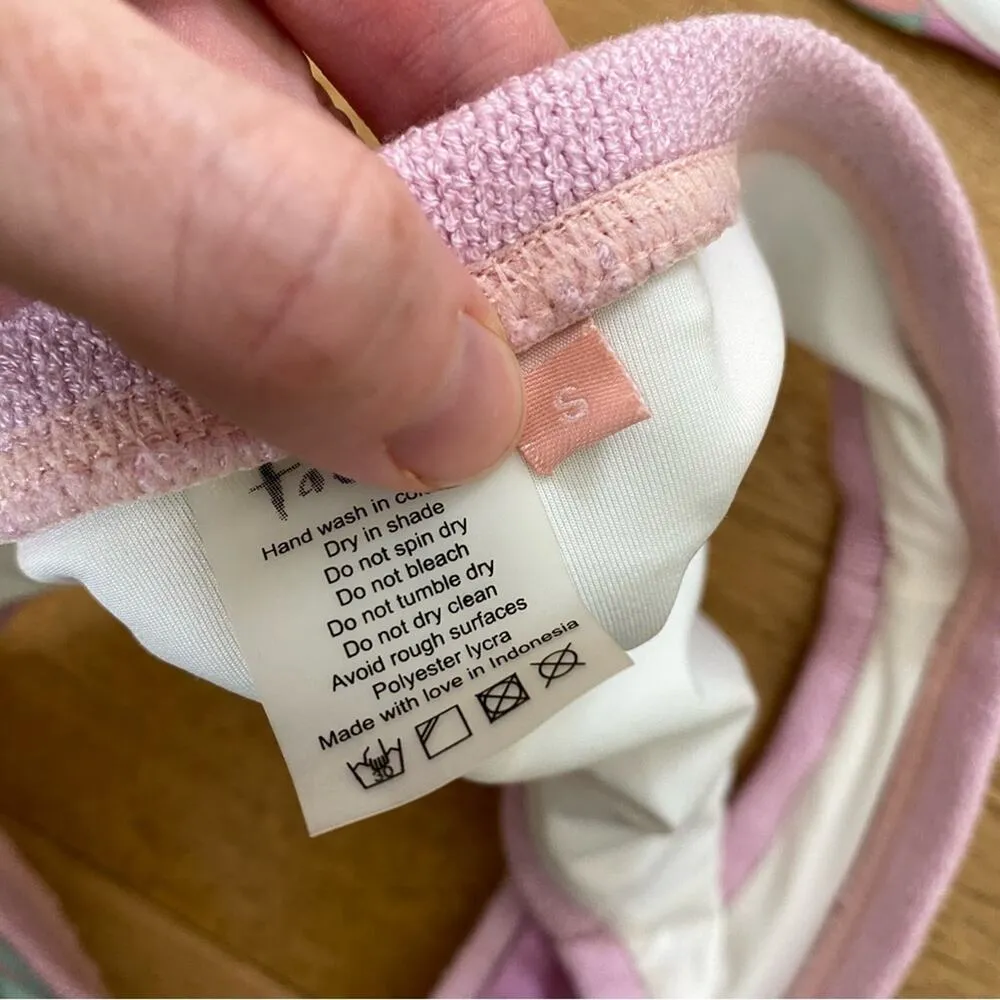 S
Hand wash in
Dry in shade
Do not spin dry
Do not bleach
Do not tumble dry
Do not dry clean
Avoid rough surfaces
Polyester lycra
Made with love in Indonesia
30